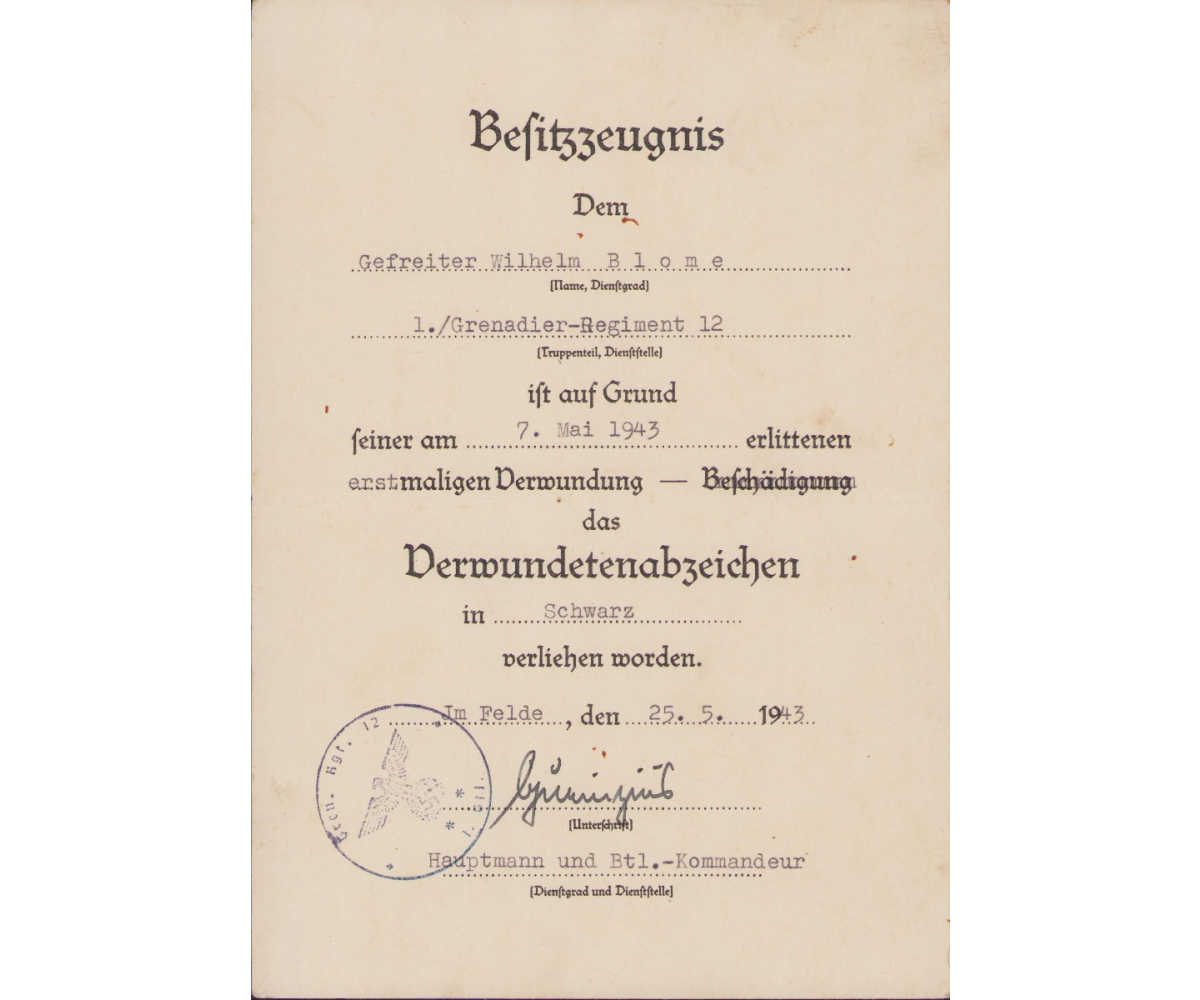 Besitzzeugnis
Dem
Gefreiter Wilhelm B l o m e
(Name, Dienstgrad)
1./Grenadier-Regiment 12
(Truppenteil, Dienststelle)
ist auf Grund
seiner am 7. Mai 1943 erlittenen
erstmaligen Verwundung — Beschädigung
das
Verwundetenabzeichen
in Schwarz
verliehen worden.
Im Felde, den 25. 5. 1943
Gren. Rgt. 12
(Unterschrift)
Hauptmann und Btl.-Kommandeur
(Dienstgrad und Dienststelle)